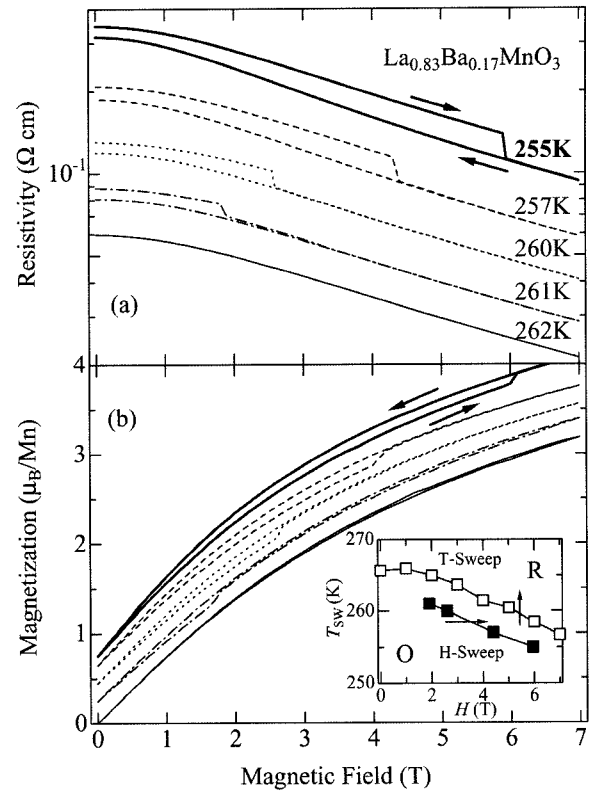 (a)
La0.83Ba0.17MnO3
Resistivity (Ω cm)
10-1
255K
257K
260K
261K
262K
(b)
Magnetization (μB/Mn)
4
3
2
1
0
270
265
260
255
250
TSW (K)
T-Sweep
R
O
H-Sweep
0 2 4 6
H (T)
0 1 2 3 4 5 6 7
Magnetic Field (T)